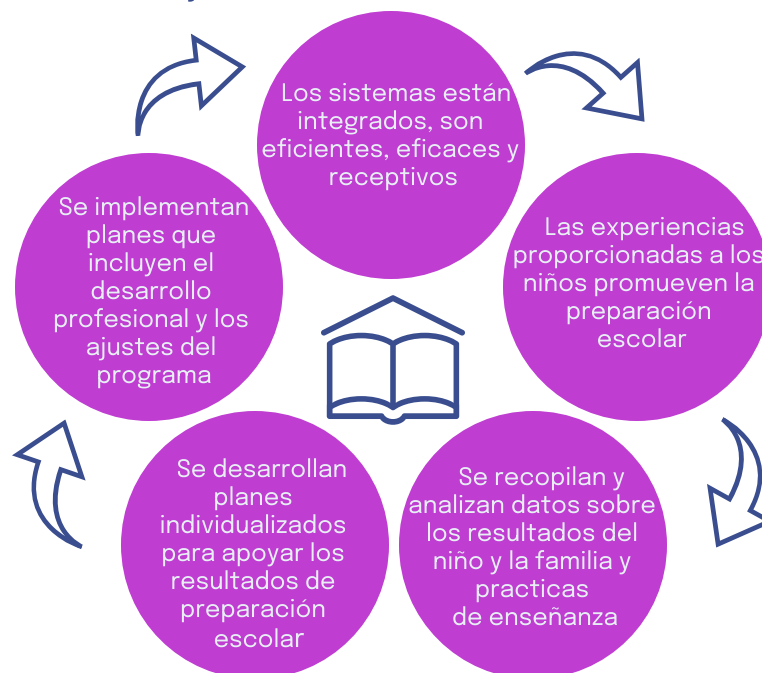 Los sistemas están
integrados, son
eficientes, eficaces y
receptivos
Las experiencias
proporcionadas a los
niños promueven la
preparación
escolar
Se recopilan y
analizan datos sobre
los resultados del
niño y la familia y
practicas
de enseñanza
Se desarrollan
planes
individualizados
para apoyar los
resultados de
preparación
escolar
Se implementan
planes que
incluyen el
desarrollo
profesional y los
ajustes del
programa